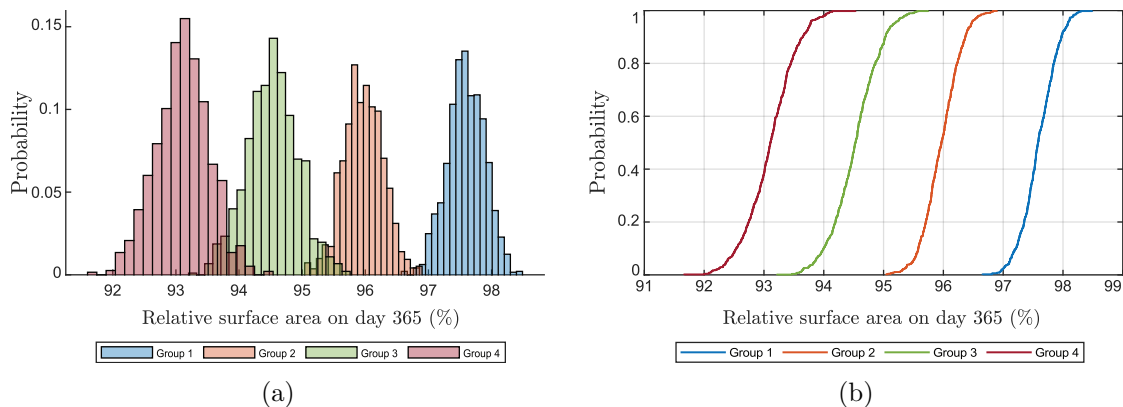 0.15
0.1
0.05
0
Probability
92 93 94 95 96 97 98
Relative surface area on day 365 (%)
Group 1 Group 2 Group 3 Group 4
(a)
1
0.8
0.6
0.4
0.2
0
Probability
91 92 93 94 95 96 97 98 99
Relative surface area on day 365 (%)
Group 1 Group 2 Group 3 Group 4
(b)